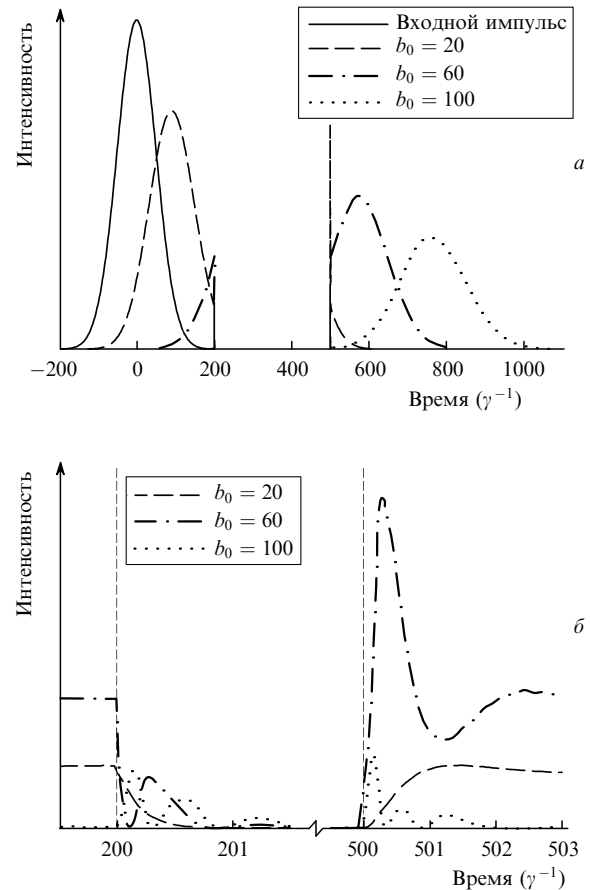 Интенсивность
Входной импульс
b₀ = 20
b₀ = 60
b₀ = 100
а
−200 0 200 400 600 800 1000
Время (γ⁻¹)
Интенсивность
b₀ = 20
b₀ = 60
b₀ = 100
б
200 201 500 501 502 503
Время (γ⁻¹)